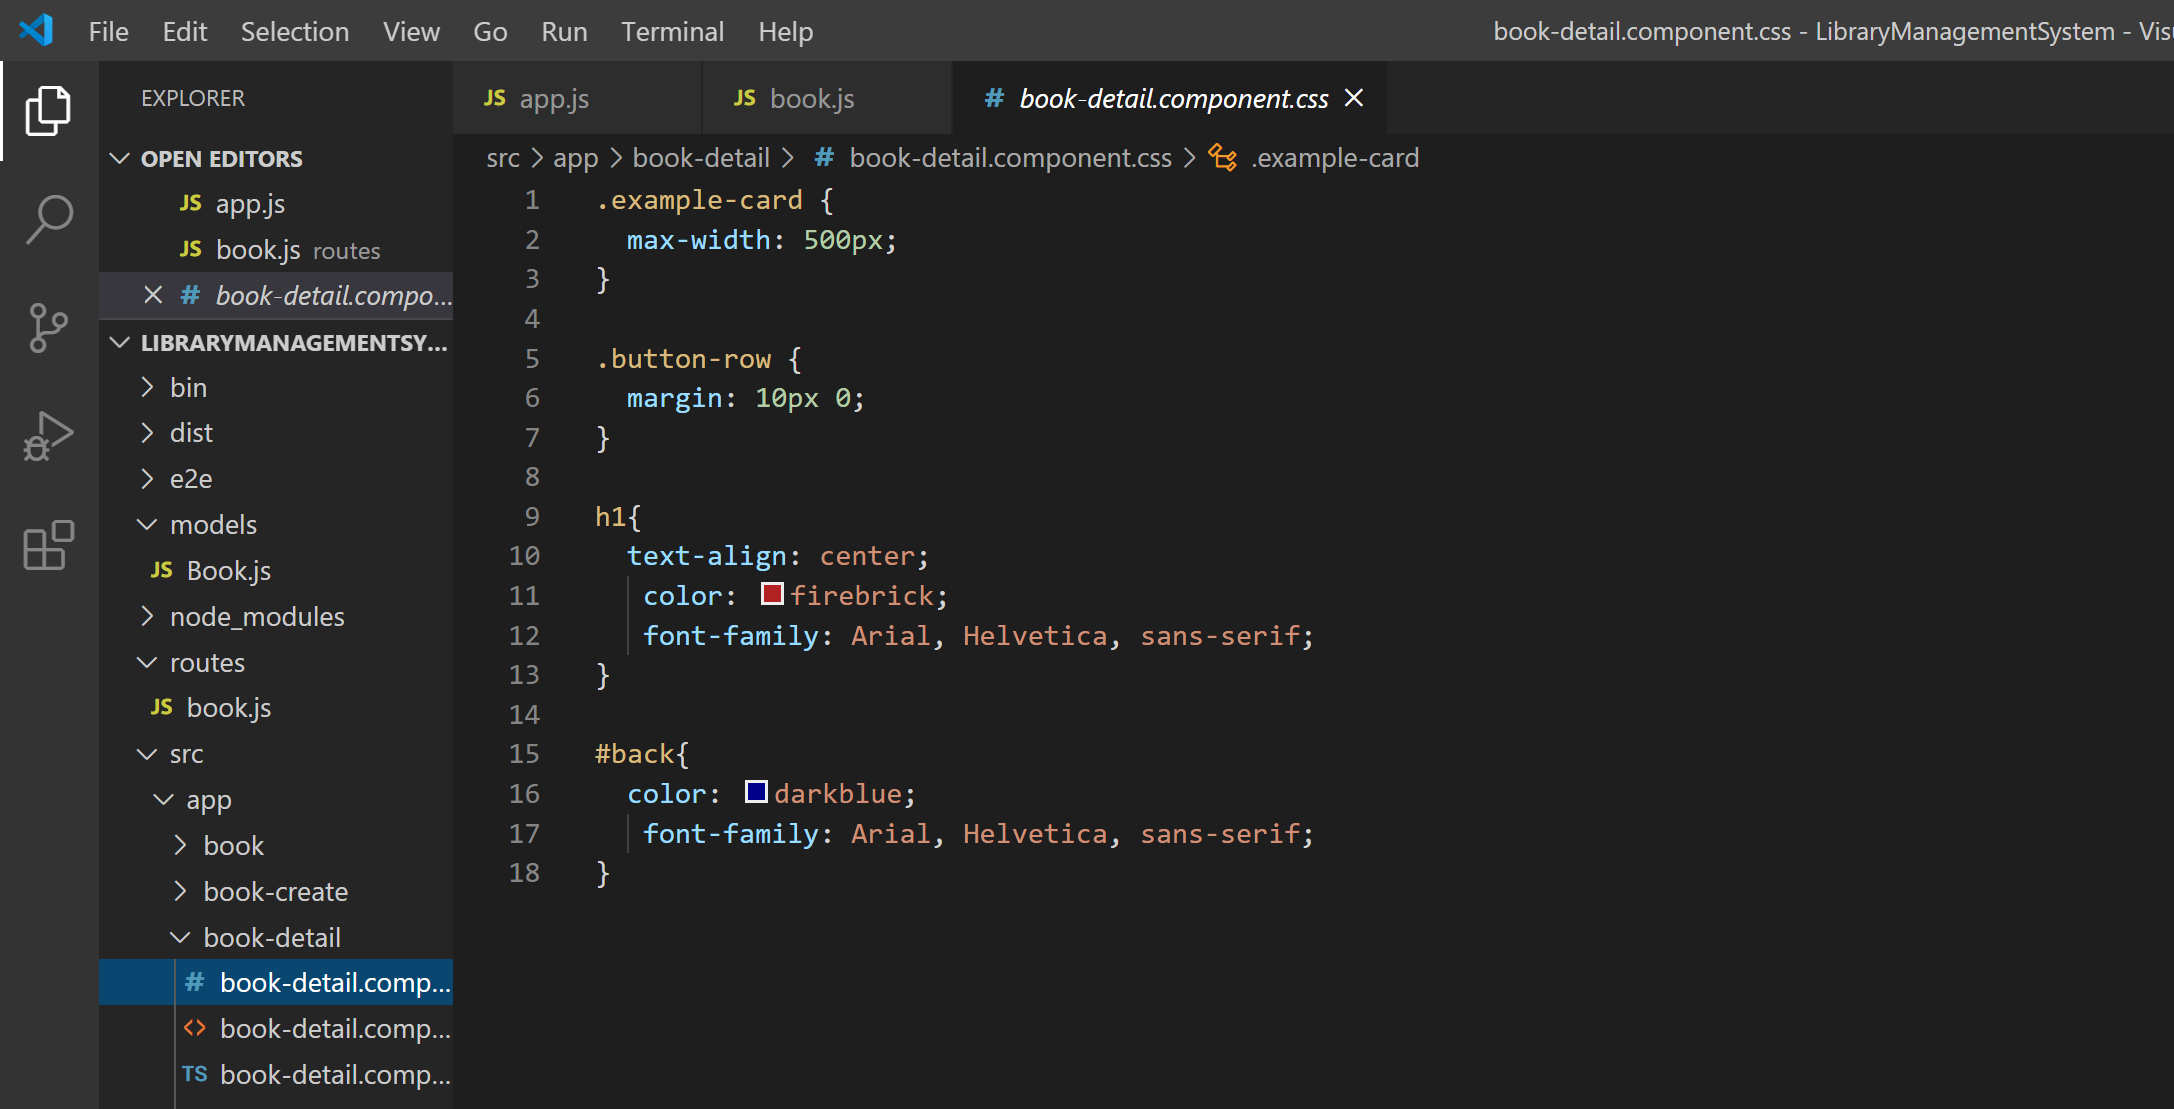 File Edit Selection View Go Run Terminal Help book-detail.component.css - LibraryManagementSystem - Vis
EXPLORER
OPEN EDITORS
JS app.js
JS book.js routes
# book-detail.compo...
LIBRARYMANAGEMENTSY...
bin
dist
e2e
models
JS Book.js
node_modules
routes
JS book.js
src
app
book
book-create
book-detail
# book-detail.comp...
<> book-detail.comp...
TS book-detail.comp...
JS app.js JS book.js # book-detail.component.css
src > app > book-detail > # book-detail.component.css > .example-card
1 .example-card {
2 max-width: 500px;
3 }
4
5 .button-row {
6 margin: 10px 0;
7 }
8
9 h1{
10 text-align: center;
11 color: firebrick;
12 font-family: Arial, Helvetica, sans-serif;
13 }
14
15 #back{
16 color: darkblue;
17 font-family: Arial, Helvetica, sans-serif;
18 }